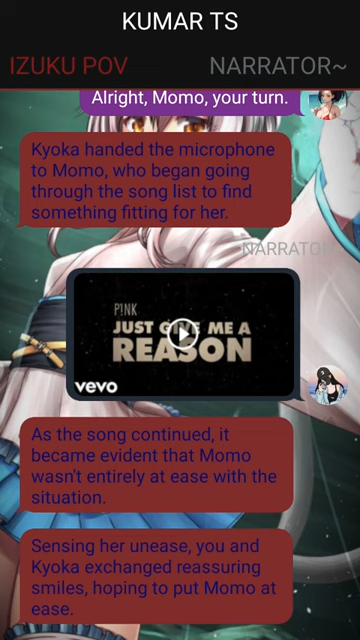 KUMAR TS
IZUKU POV
NARRATOR~
Alright, Momo, your turn.
Kyoka handed the microphone
to Momo, who began going
through the song list to find
something fitting for her.
NARRATOR
P!NK
JUST GIVE ME A
REASON
vevo
As the song continued, it
became evident that Momo
wasn't entirely at ease with the
situation.
Sensing her unease, you and
Kyoka exchanged reassuring
smiles, hoping to put Momo at
ease.